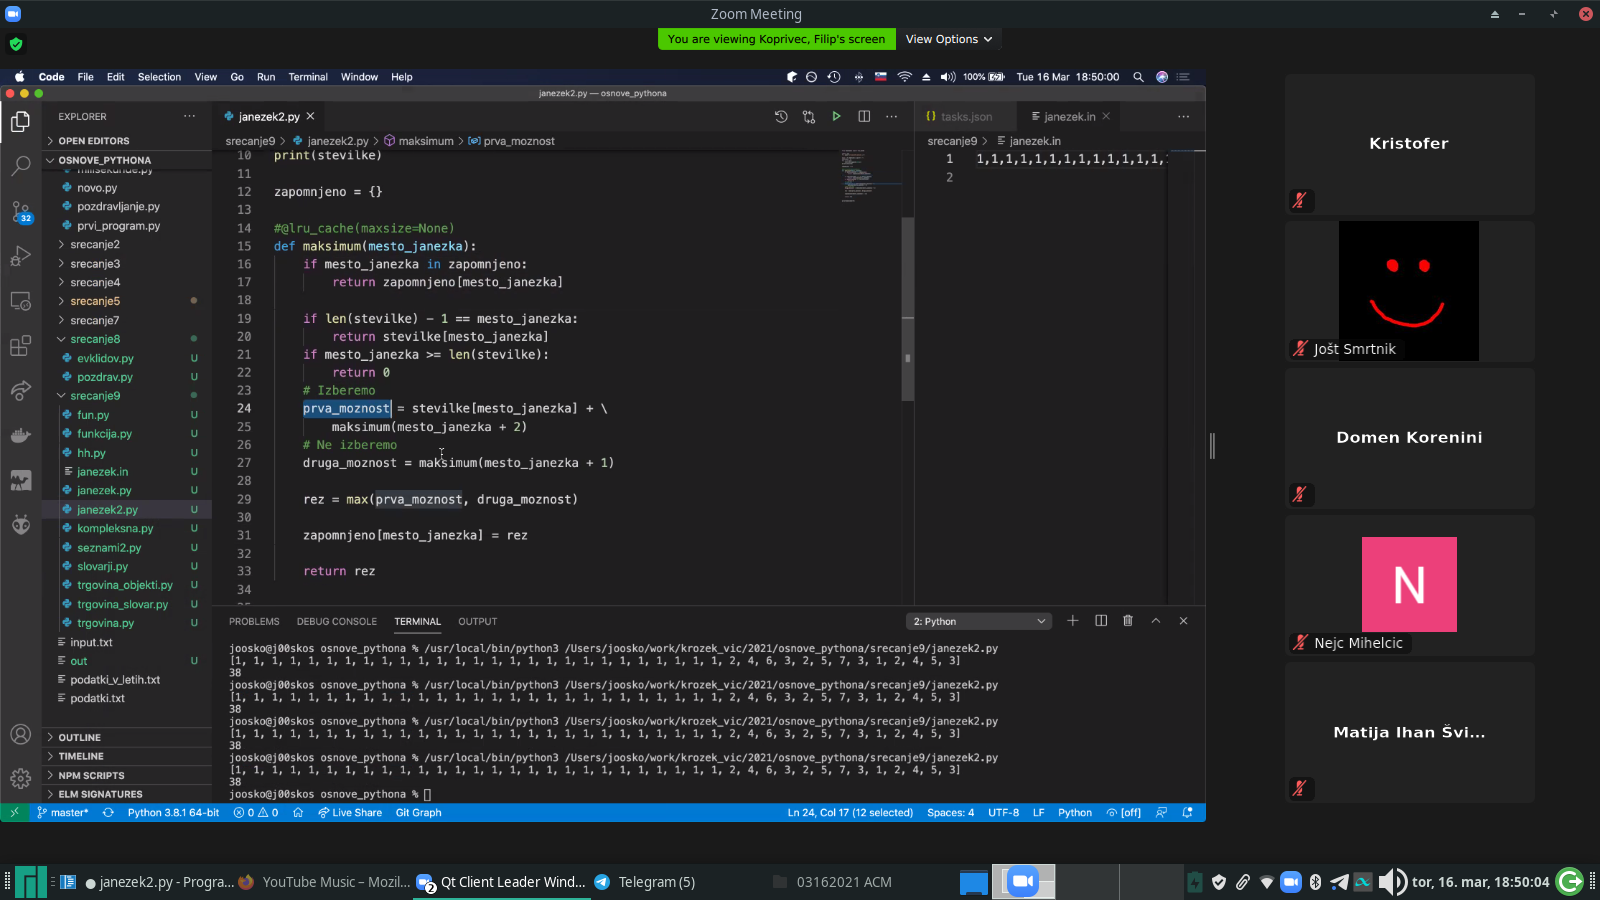 Zoom Meeting
You are viewing Koprivec, Filip's screen
View Options
Code File Edit Selection View Go Run Terminal Window Help
100% Tue 16 Mar 18:50:00
janezek2.py — osnove_pythona
EXPLORER
OPEN EDITORS
OSNOVE_PYTHONA
milisekunde.py
novo.py
pozdravljanje.py
prvi_program.py
srecanje2
srecanje3
srecanje4
srecanje5
srecanje7
srecanje8
evklidov.py U
pozdrav.py U
srecanje9
fun.py U
funkcija.py U
hh.py U
janezek.in U
janezek.py U
janezek2.py U
kompleksna.py U
seznami2.py U
slovarji.py U
trgovina_objekti.py U
trgovina_slovar.py U
trgovina.py U
input.txt
out U
podatki_v_letih.txt
podatki.txt
OUTLINE
TIMELINE
NPM SCRIPTS
ELM SIGNATURES
32
janezek2.py
srecanje9 > janezek2.py > maksimum > prva_moznost
10 print(stevilke)
11
12 zapomnjeno = {}
13
14 #@lru_cache(maxsize=None)
15 def maksimum(mesto_janezka):
16 if mesto_janezka in zapomnjeno:
17 return zapomnjeno[mesto_janezka]
18
19 if len(stevilke) - 1 == mesto_janezka:
20 return stevilke[mesto_janezka]
21 if mesto_janezka >= len(stevilke):
22 return 0
23 # Izberemo
24 prva_moznost = stevilke[mesto_janezka] + \
25 maksimum(mesto_janezka + 2)
26 # Ne izberemo
27 druga_moznost = maksimum(mesto_janezka + 1)
28
29 rez = max(prva_moznost, druga_moznost)
30
31 zapomnjeno[mesto_janezka] = rez
32
33 return rez
34
tasks.json
janezek.in
srecanje9 > janezek.in
1 1,1,1,1,1,1,1,1,1,1,1,1,1,
2
PROBLEMS DEBUG CONSOLE TERMINAL OUTPUT
2: Python
joosko@j00skos osnove_pythona % /usr/local/bin/python3 /Users/joosko/work/krozek_vic/2021/osnove_pythona/srecanje9/janezek2.py
[1, 1, 1, 1, 1, 1, 1, 1, 1, 1, 1, 1, 1, 1, 1, 1, 1, 1, 1, 1, 1, 1, 1, 1, 1, 1, 2, 4, 6, 3, 2, 5, 7, 3, 1, 2, 4, 5, 3]
38
joosko@j00skos osnove_pythona % /usr/local/bin/python3 /Users/joosko/work/krozek_vic/2021/osnove_pythona/srecanje9/janezek2.py
[1, 1, 1, 1, 1, 1, 1, 1, 1, 1, 1, 1, 1, 1, 1, 1, 1, 1, 1, 1, 1, 1, 1, 1, 1, 1, 2, 4, 6, 3, 2, 5, 7, 3, 1, 2, 4, 5, 3]
38
joosko@j00skos osnove_pythona % /usr/local/bin/python3 /Users/joosko/work/krozek_vic/2021/osnove_pythona/srecanje9/janezek2.py
[1, 1, 1, 1, 1, 1, 1, 1, 1, 1, 1, 1, 1, 1, 1, 1, 1, 1, 1, 1, 1, 1, 1, 1, 1, 1, 2, 4, 6, 3, 2, 5, 7, 3, 1, 2, 4, 5, 3]
38
joosko@j00skos osnove_pythona % /usr/local/bin/python3 /Users/joosko/work/krozek_vic/2021/osnove_pythona/srecanje9/janezek2.py
[1, 1, 1, 1, 1, 1, 1, 1, 1, 1, 1, 1, 1, 1, 1, 1, 1, 1, 1, 1, 1, 1, 1, 1, 1, 1, 2, 4, 6, 3, 2, 5, 7, 3, 1, 2, 4, 5, 3]
38
joosko@j00skos osnove_pythona %
master* Python 3.8.1 64-bit 0 0 Live Share Git Graph
Ln 24, Col 17 (12 selected) Spaces: 4 UTF-8 LF Python [off]
Kristofer
Jošt Smrtnik
Domen Korenini
N
Nejc Mihelcic
Matija Ihan Švi...
janezek2.py - Progra...
YouTube Music – Mozil...
2
Qt Client Leader Wind...
Telegram (5)
03162021 ACM
tor, 16. mar, 18:50:04